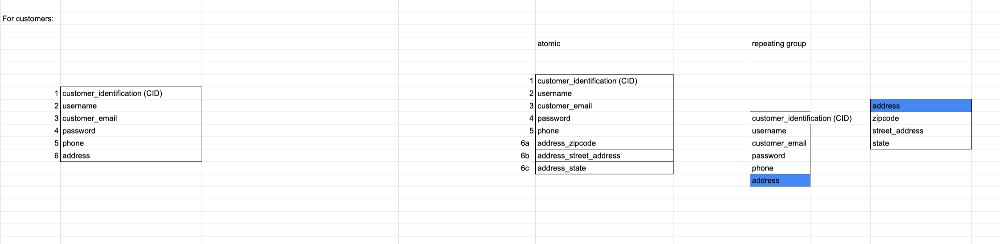 For customers:
atomic
repeating group
1 customer_identification (CID)
2 username
3 customer_email
4 password
5 phone
6 address
1 customer_identification (CID)
2 username
3 customer_email
4 password
5 phone
6a address_zipcode
6b address_street_address
6c address_state
customer_identification (CID)
username
customer_email
password
phone
address
address
zipcode
street_address
state